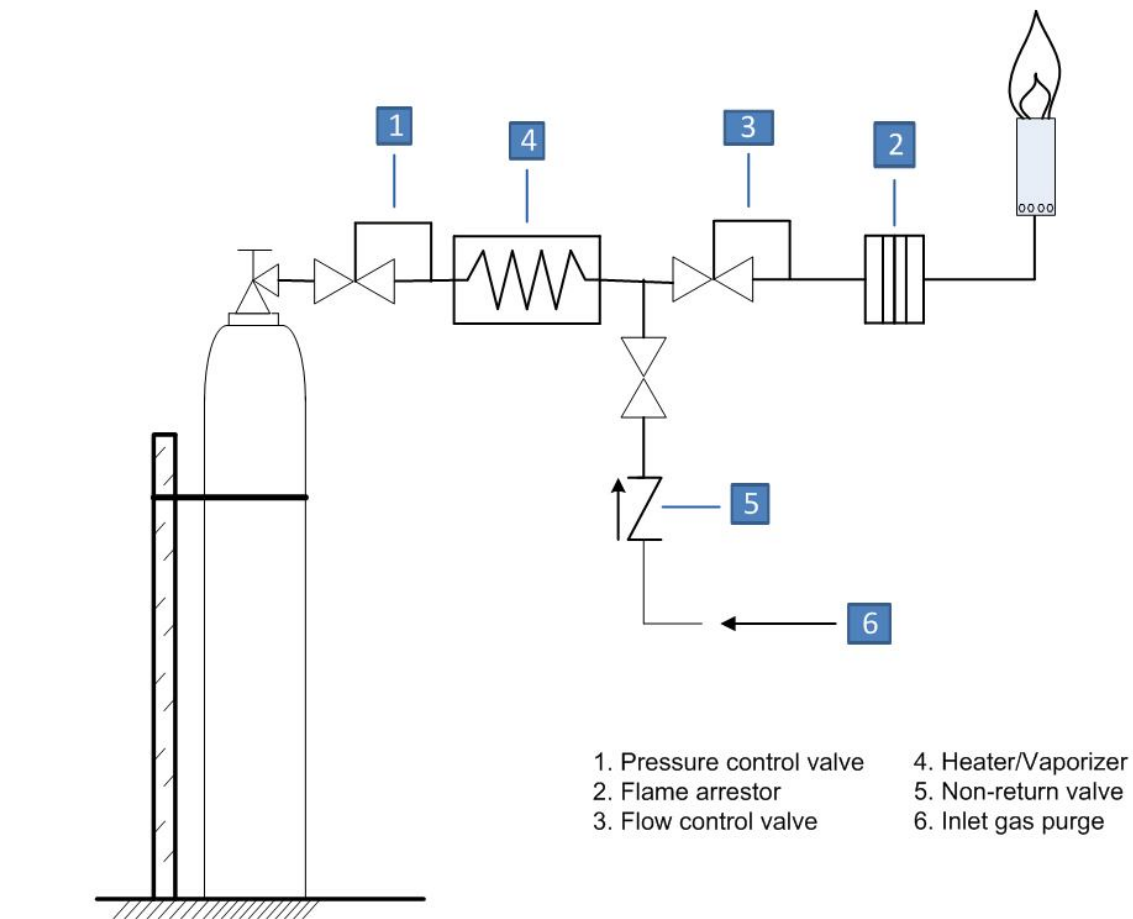 1
4
3
2
5
6
1. Pressure control valve
2. Flame arrestor
3. Flow control valve
4. Heater/Vaporizer
5. Non-return valve
6. Inlet gas purge